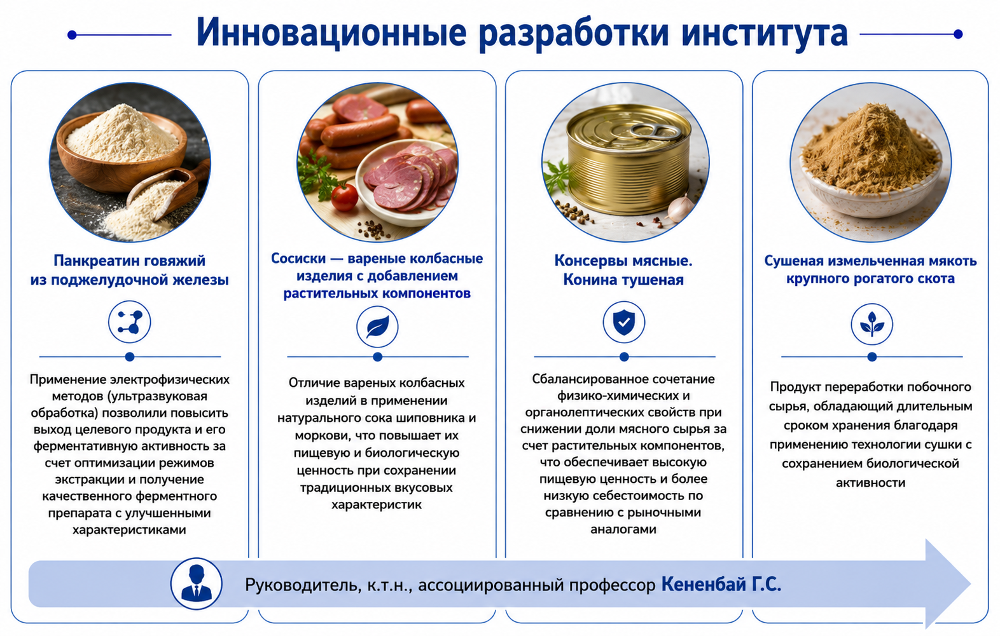 Инновационные разработки института
Панкреатин говяжий
из поджелудочной железы
Применение электрофизических
методов (ультразвуковая
обработка) позволили повысить
выход целевого продукта и его
ферментативную активность за
счет оптимизации режимов
экстракции и получение
качественного ферментного
препарата с улучшенными
характеристиками
Сосиски — вареные колбасные
изделия с добавлением
растительных компонентов
Отличие вареных колбасных
изделий в применении
натурального сока шиповника и
моркови, что повышает их
пищевую и биологическую
ценность при сохранении
традиционных вкусовых
характеристик
Консервы мясные.
Конина тушеная
Сбалансированное сочетание
физико-химических и
органолептических свойств при
снижении доли мясного сырья за
счет растительных компонентов,
что обеспечивает высокую
пищевую ценность и более
низкую себестоимость по
сравнению с рыночными
аналогами
Сушеная измельченная мякоть
крупного рогатого скота
Продукт переработки побочного
сырья, обладающий длительным
сроком хранения благодаря
применению технологии сушки с
сохранением биологической
активности
Руководитель, к.т.н., ассоциированный профессор Кененбай Г.С.